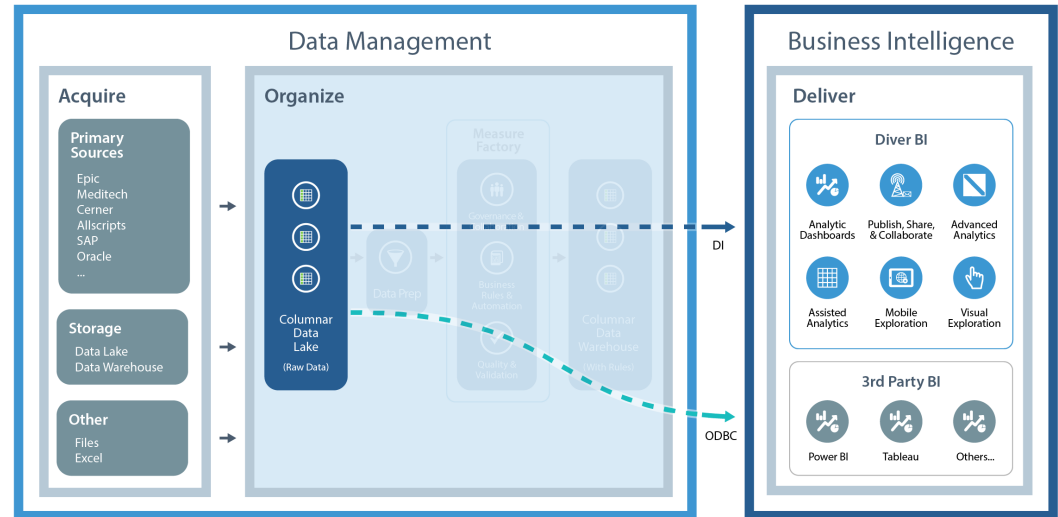 Data Management
Acquire
Primary
Sources
Epic
Meditech
Cerner
Allscripts
SAP
Oracle
...
Storage
Data Lake
Data Warehouse
Other
Files
Excel
Organize
Columnar
Data
Lake
(Raw Data)
Data Prep
Measure
Factory
Governance &
Business
Rules &
Automation
Quality &
Validation
Columnar
Data
Warehouse
(With Rules)
DI
ODBC
Business Intelligence
Deliver
Diver BI
Analytic
Dashboards
Publish, Share,
& Collaborate
Advanced
Analytics
Assisted
Analytics
Mobile
Exploration
Visual
Exploration
3rd Party BI
Power BI
Tableau
Others...